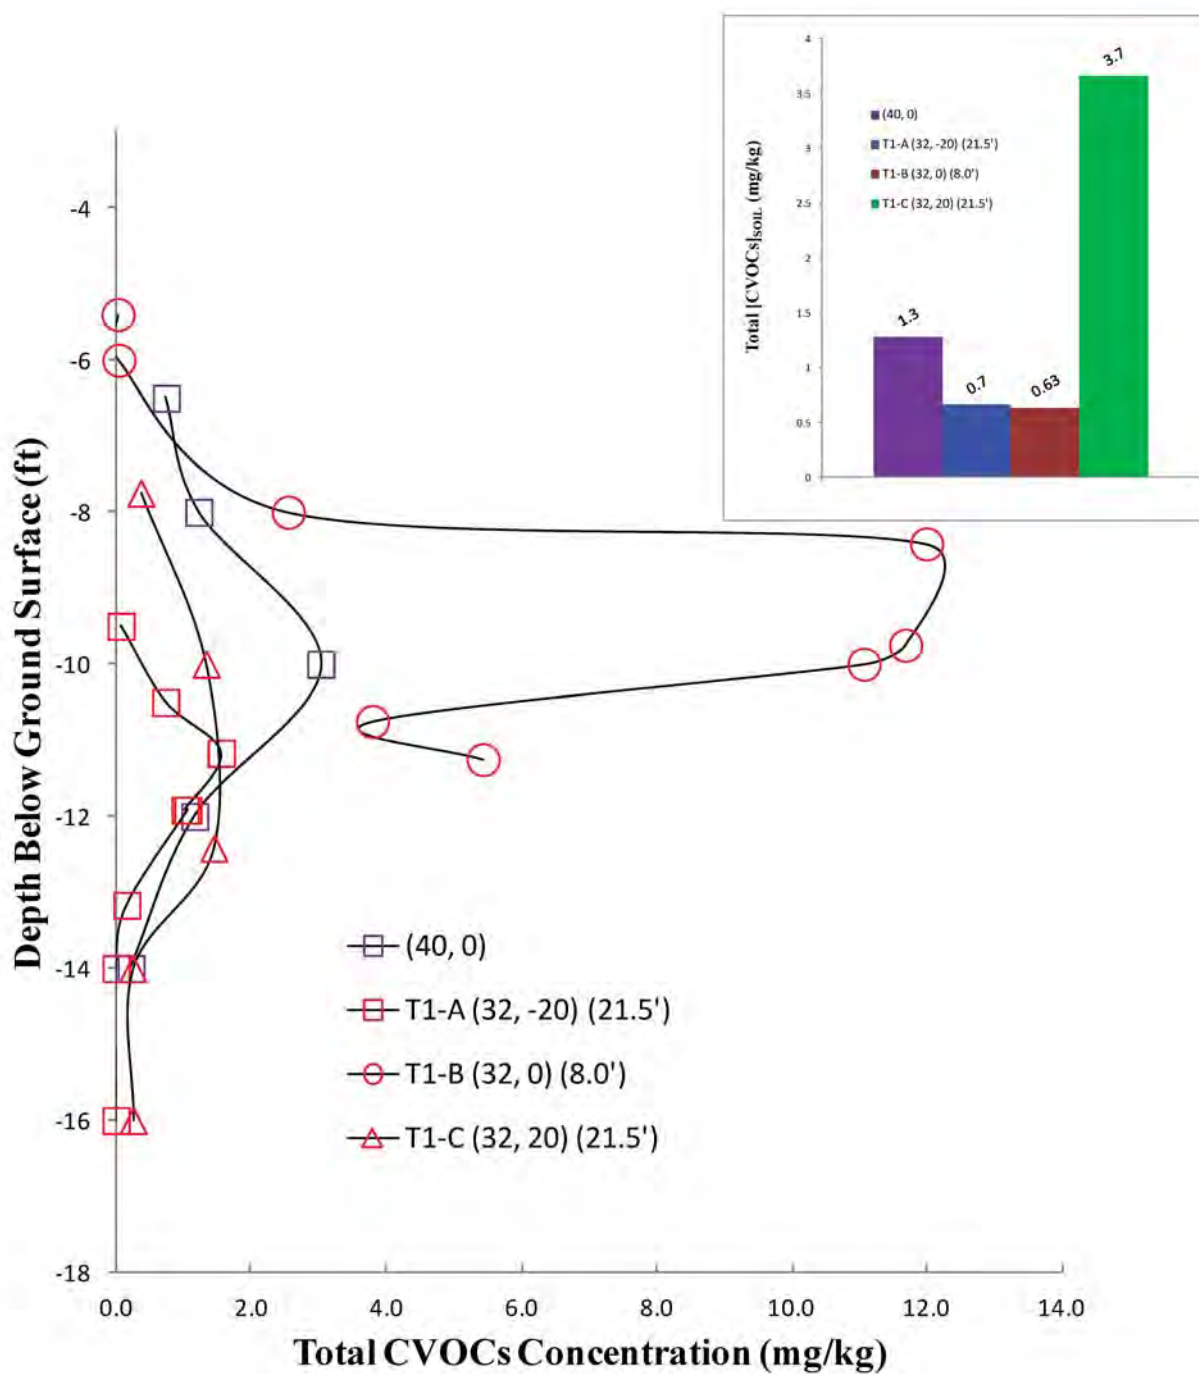 4
3.7
3.5
(40, 0)
T1-A (32, -20) (21.5')
3
T1-B (32, 0) (8.0')
T1-C (32, 20) (21.5')
2.5
2
1.5
1.3
1
0.7
0.63
0.5
0
Total [CVOCs]SOIL (mg/kg)
-4
-6
-8
-10
-12
-14
-16
-18
Depth Below Ground Surface (ft)
(40, 0)
T1-A (32, -20) (21.5')
T1-B (32, 0) (8.0')
T1-C (32, 20) (21.5')
0.0 2.0 4.0 6.0 8.0 10.0 12.0 14.0
Total CVOCs Concentration (mg/kg)